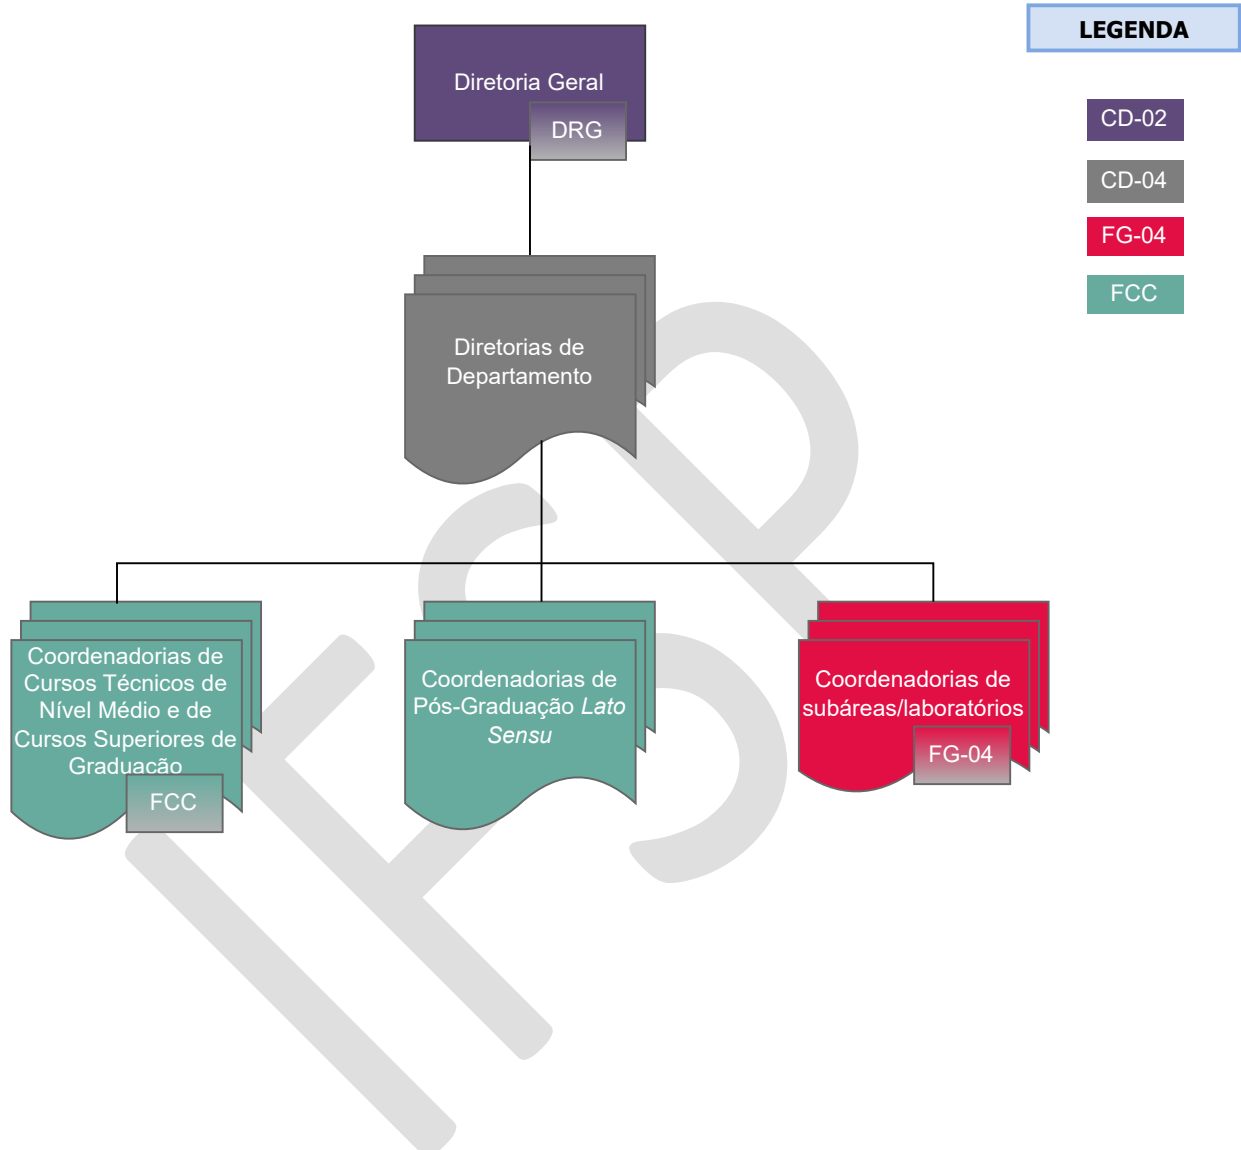 LEGENDA
Diretoria Geral
DRG
CD-02
CD-04
FG-04
FCC
Diretorias de
Departamento
Coordenadorias de
Cursos Técnicos de
Nível Médio e de
Cursos Superiores de
Graduação
FCC
Coordenadorias de
Pós-Graduação Lato
Sensu
Coordenadorias de
subáreas/laboratórios
FG-04
IFSP